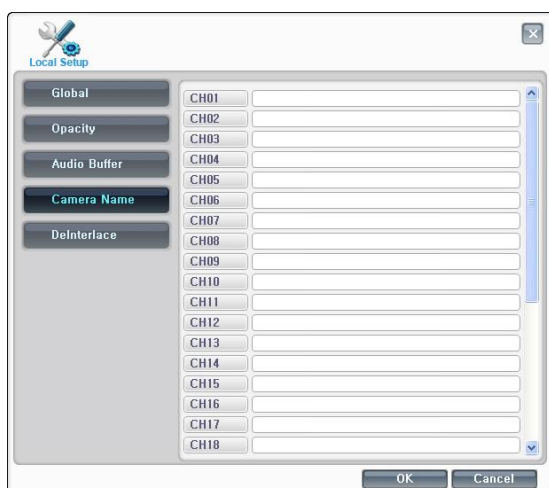 Local Setup
Global
Opacity
Audio Buffer
Camera Name
DeInterlace
CH01
CH02
CH03
CH04
CH05
CH06
CH07
CH08
CH09
CH10
CH11
CH12
CH13
CH14
CH15
CH16
CH17
CH18
OK Cancel